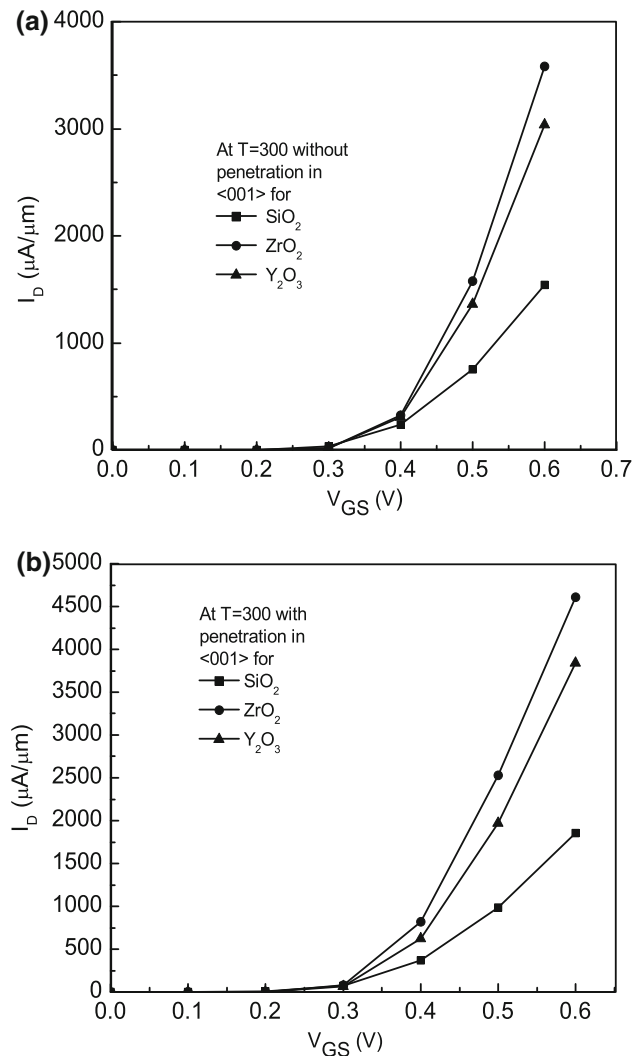 (a)
4000
3000
2000
1000
0
I_D (μA/μm)
At T=300 without
penetration in
<001> for
SiO₂
ZrO₂
Y₂O₃
0.0 0.1 0.2 0.3 0.4 0.5 0.6 0.7
V_GS (V)
(b)
5000
4500
4000
3500
3000
2500
2000
1500
1000
500
0
I_D (μA/μm)
At T=300 with
penetration in
<001> for
SiO₂
ZrO₂
Y₂O₃
0.0 0.1 0.2 0.3 0.4 0.5 0.6
V_GS (V)